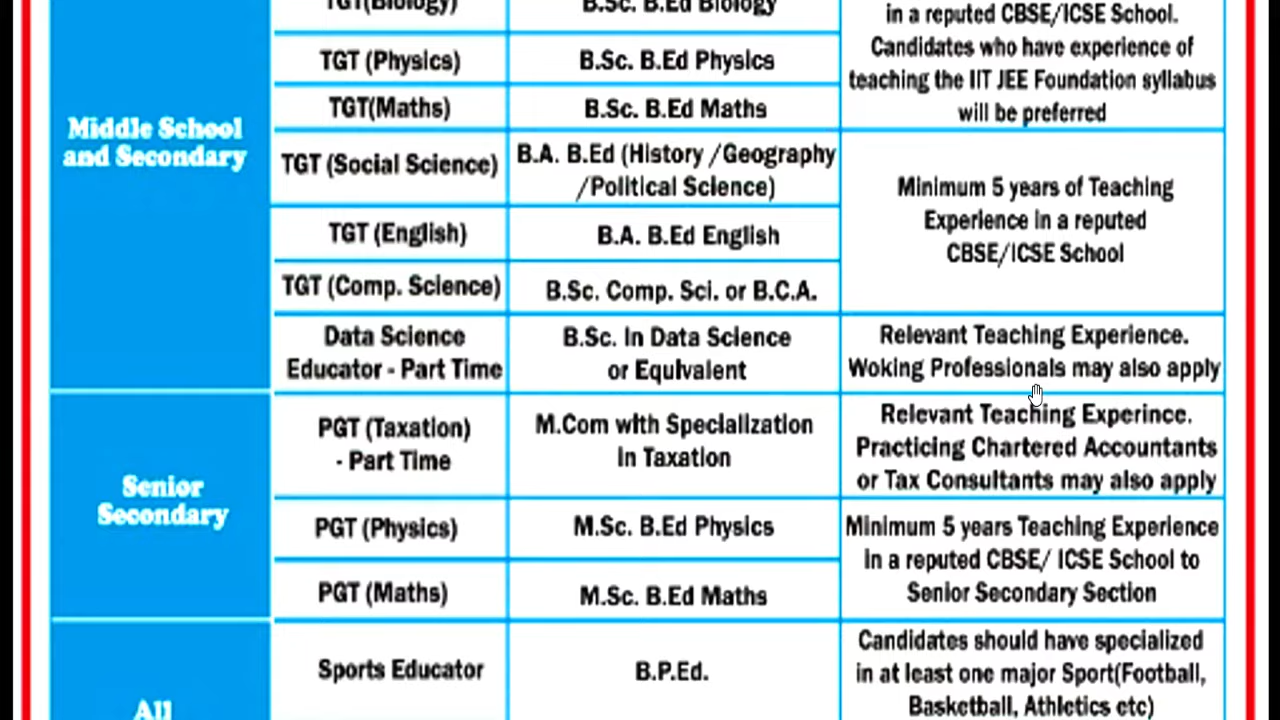 TGT(Biology)
B.Sc. B.Ed Biology
in a reputed CBSE/ICSE School.
Candidates who have experience of
teaching the IIT JEE Foundation syllabus
will be preferred
TGT (Physics)
B.Sc. B.Ed Physics
TGT(Maths)
B.Sc. B.Ed Maths
Middle School
and Secondary
TGT (Social Science)
B.A. B.Ed (History /Geography
/Political Science)
Minimum 5 years of Teaching
Experience in a reputed
CBSE/ICSE School
TGT (English)
B.A. B.Ed English
TGT (Comp. Science)
B.Sc. Comp. Sci. or B.C.A.
Data Science
Educator - Part Time
B.Sc. In Data Science
or Equivalent
Relevant Teaching Experience.
Woking Professionals may also apply
Senior
Secondary
PGT (Taxation)
- Part Time
M.Com with Specialization
in Taxation
Relevant Teaching Experince.
Practicing Chartered Accountants
or Tax Consultants may also apply
PGT (Physics)
M.Sc. B.Ed Physics
Minimum 5 years Teaching Experience
in a reputed CBSE/ ICSE School to
Senior Secondary Section
PGT (Maths)
M.Sc. B.Ed Maths
All
Sports Educator
B.P.Ed.
Candidates should have specialized
in at least one major Sport(Football,
Basketball, Athletics etc)